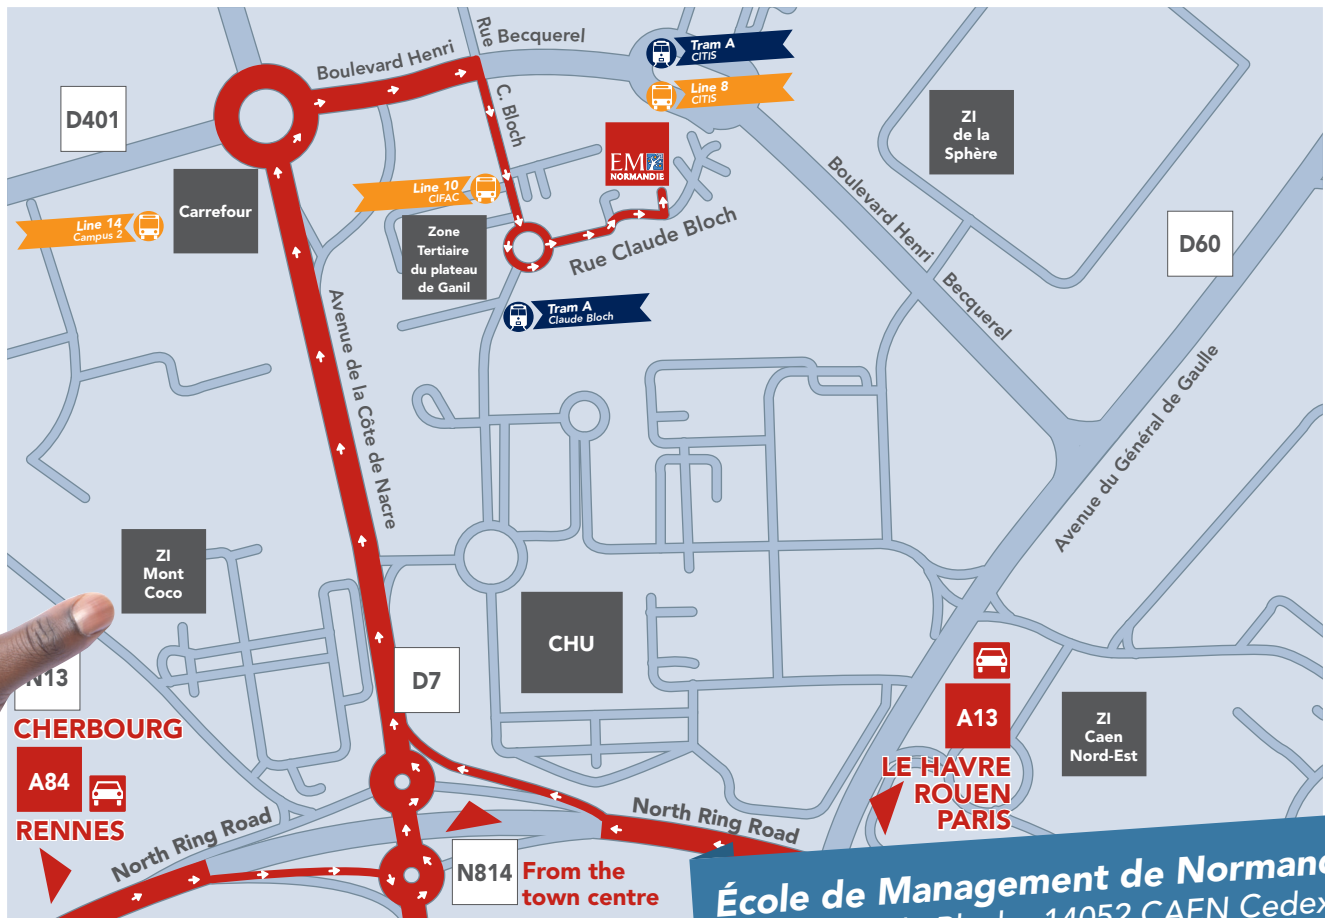 Rue Becquerel
Boulevard Henri
Tram A
CITIS
Line 8
CITIS
D401
C. Bloch
ZI
de la
Sphère
EM
NORMANDIE
Line 10
CIFAC
Carrefour
Line 14
Campus 2
Zone
Tertiaire
du plateau
de Ganil
Rue Claude Bloch
Boulevard Henri
Becquerel
D60
Tram A
Claude Bloch
Avenue de la Côte de Nacre
Avenue du Général de Gaulle
ZI
Mont
Coco
CHU
N13
CHERBOURG
D7
A84
RENNES
A13
LE HAVRE
ROUEN
PARIS
ZI
Caen
Nord-Est
North Ring Road
North Ring Road
N814
From the
town centre
École de Management de Normand
14052 CAEN Cedex